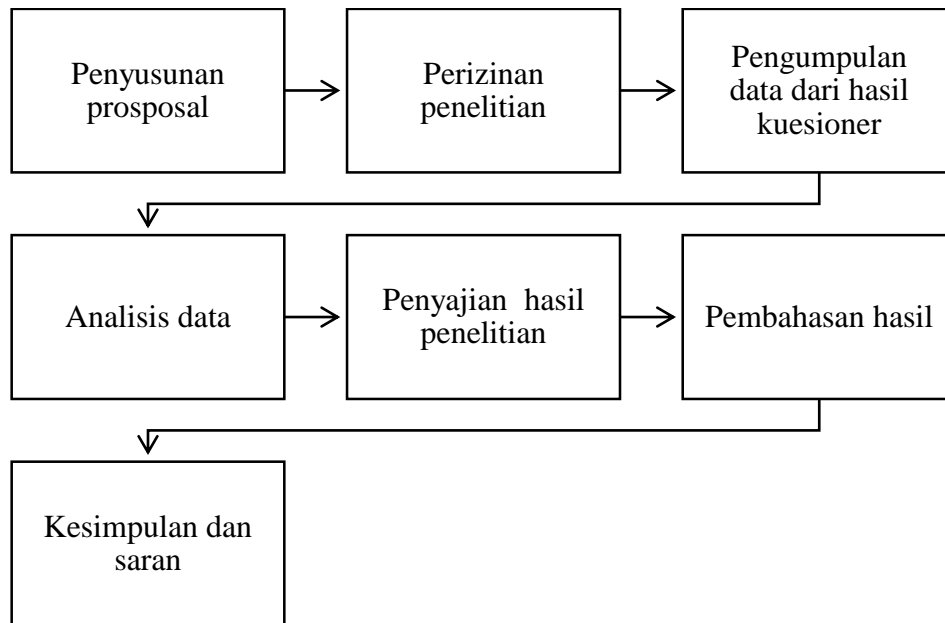 Penyusunan
prosposal
Perizinan
penelitian
Pengumpulan
data dari hasil
kuesioner
Analisis data
Penyajian  hasil
penelitian
Pembahasan hasil
Kesimpulan dan
saran